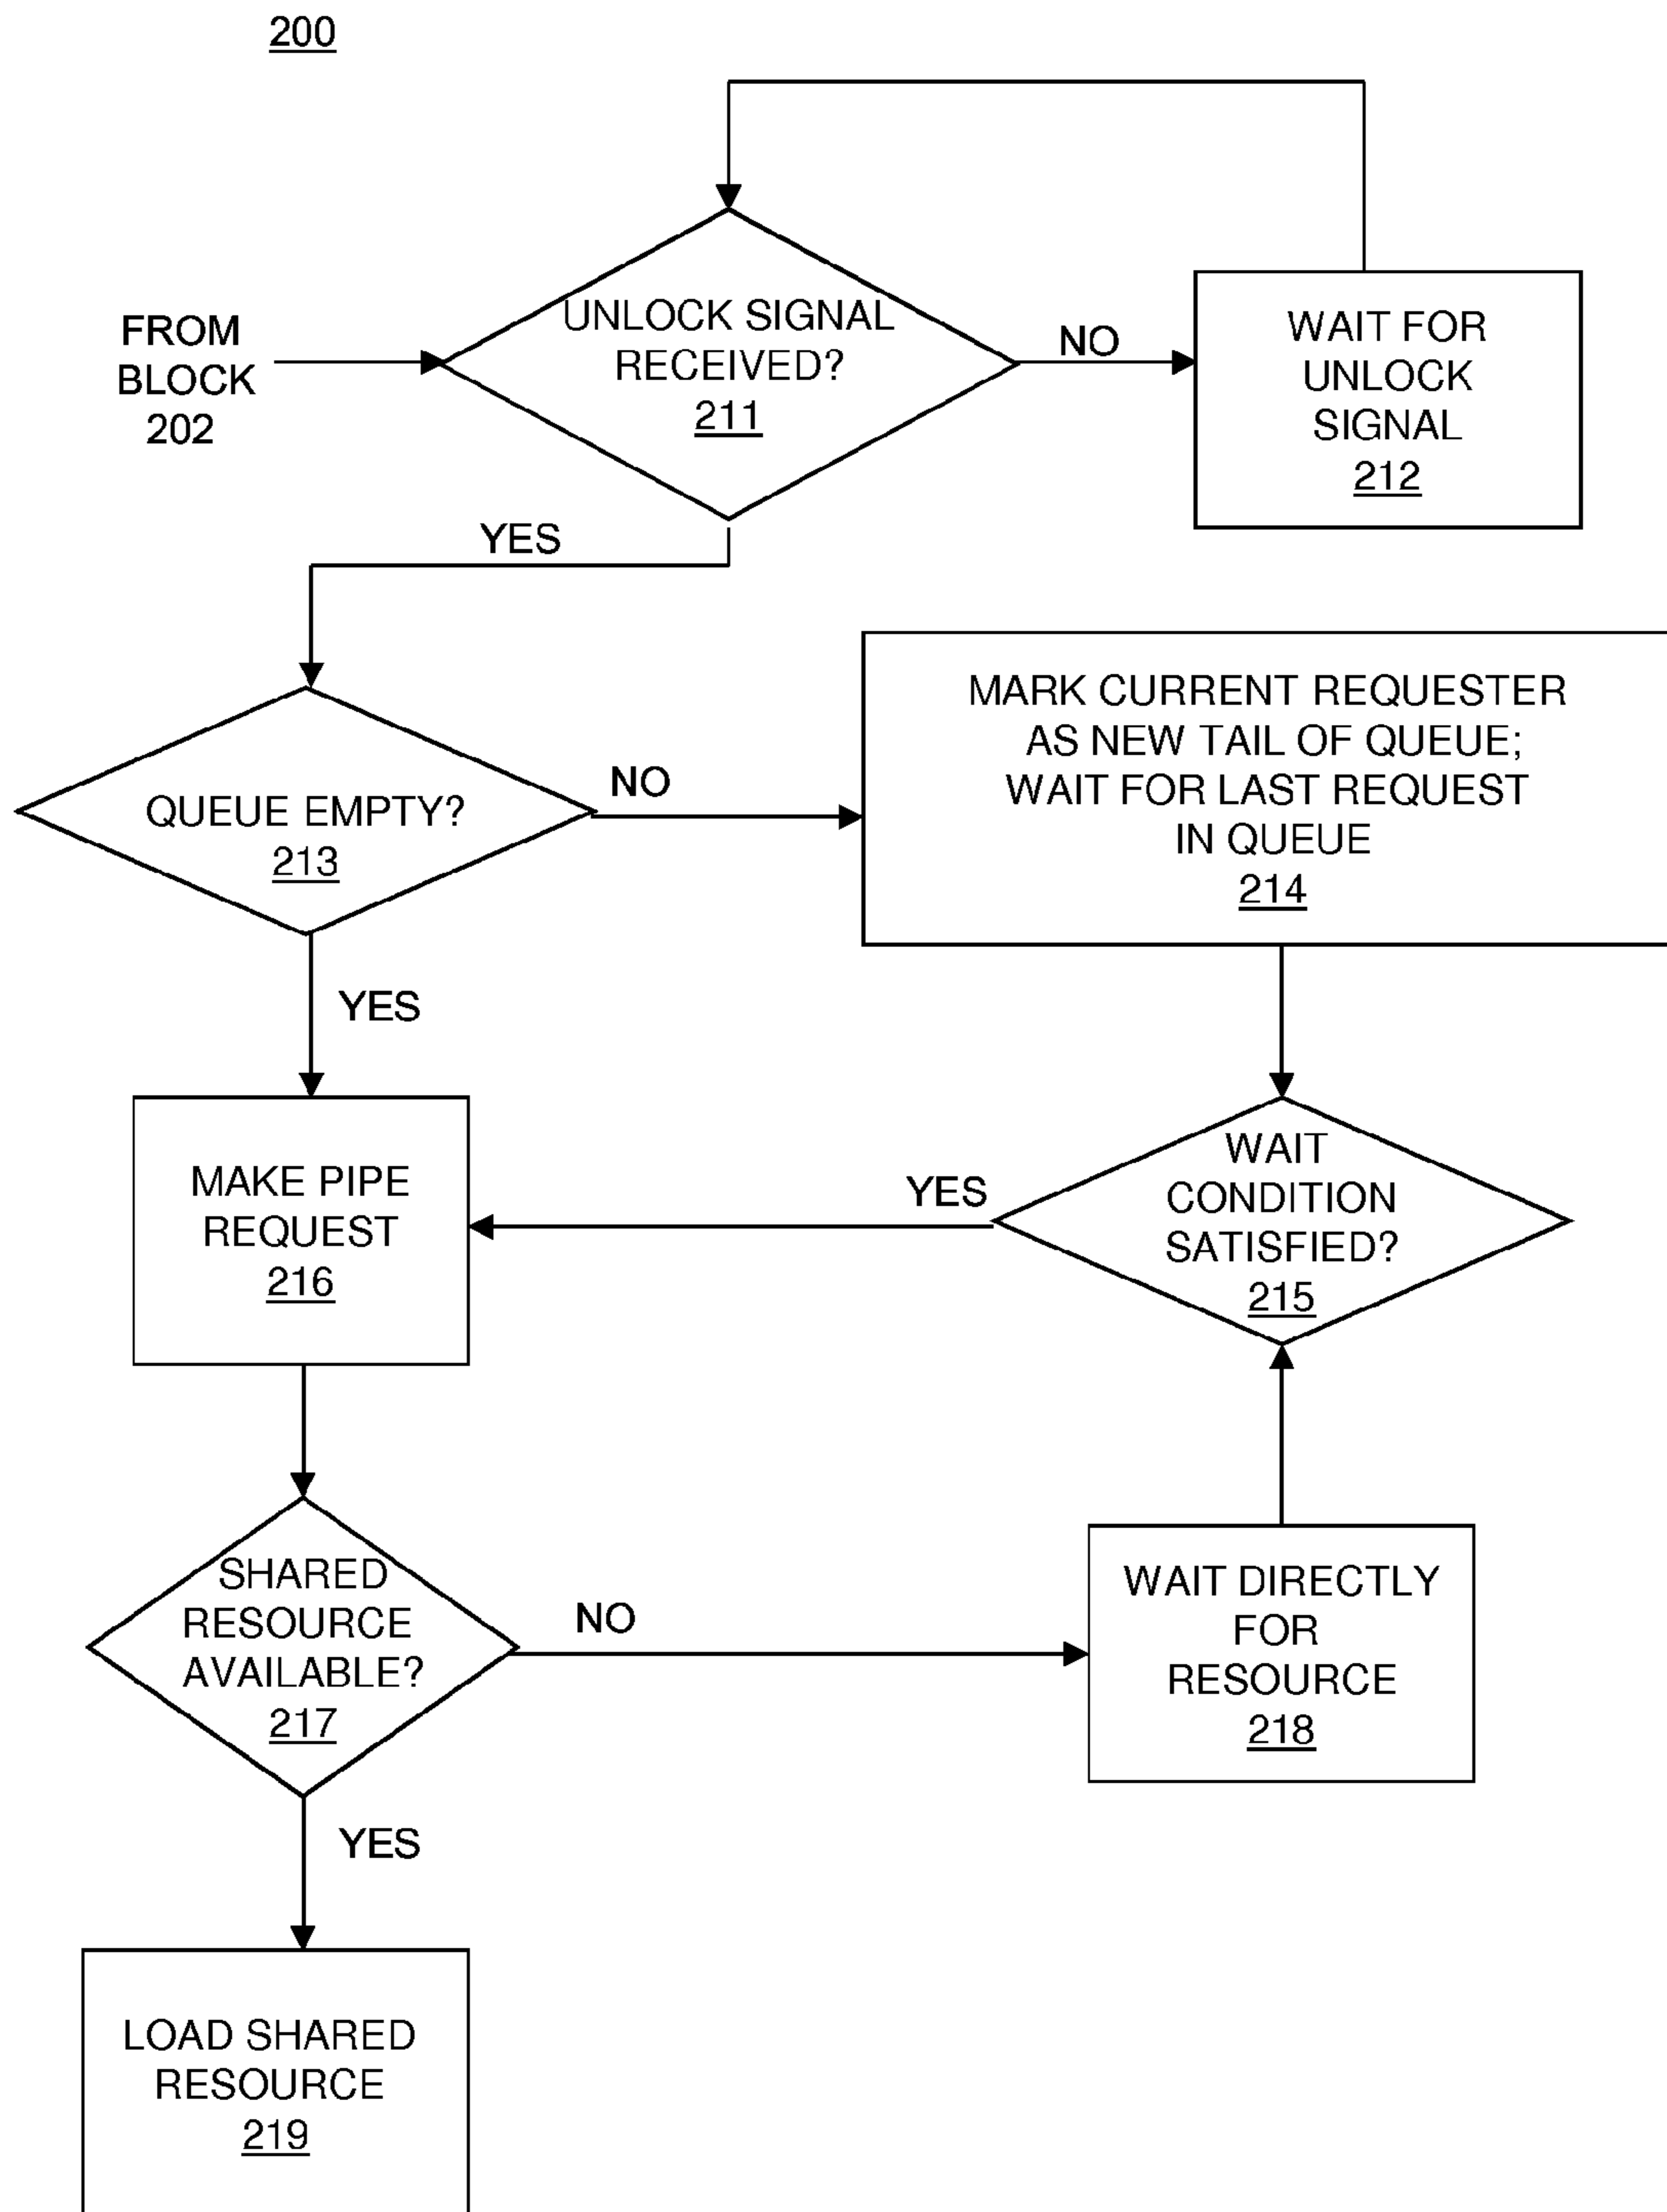 200
FROM
BLOCK
202
UNLOCK SIGNAL
RECEIVED?
211
NO
WAIT FOR
UNLOCK
SIGNAL
212
YES
QUEUE EMPTY?
213
NO
MARK CURRENT REQUESTER
AS NEW TAIL OF QUEUE;
WAIT FOR LAST REQUEST
IN QUEUE
214
YES
MAKE PIPE
REQUEST
216
YES
WAIT
CONDITION
SATISFIED?
215
SHARED
RESOURCE
AVAILABLE?
217
NO
WAIT DIRECTLY
FOR
RESOURCE
218
YES
LOAD SHARED
RESOURCE
219